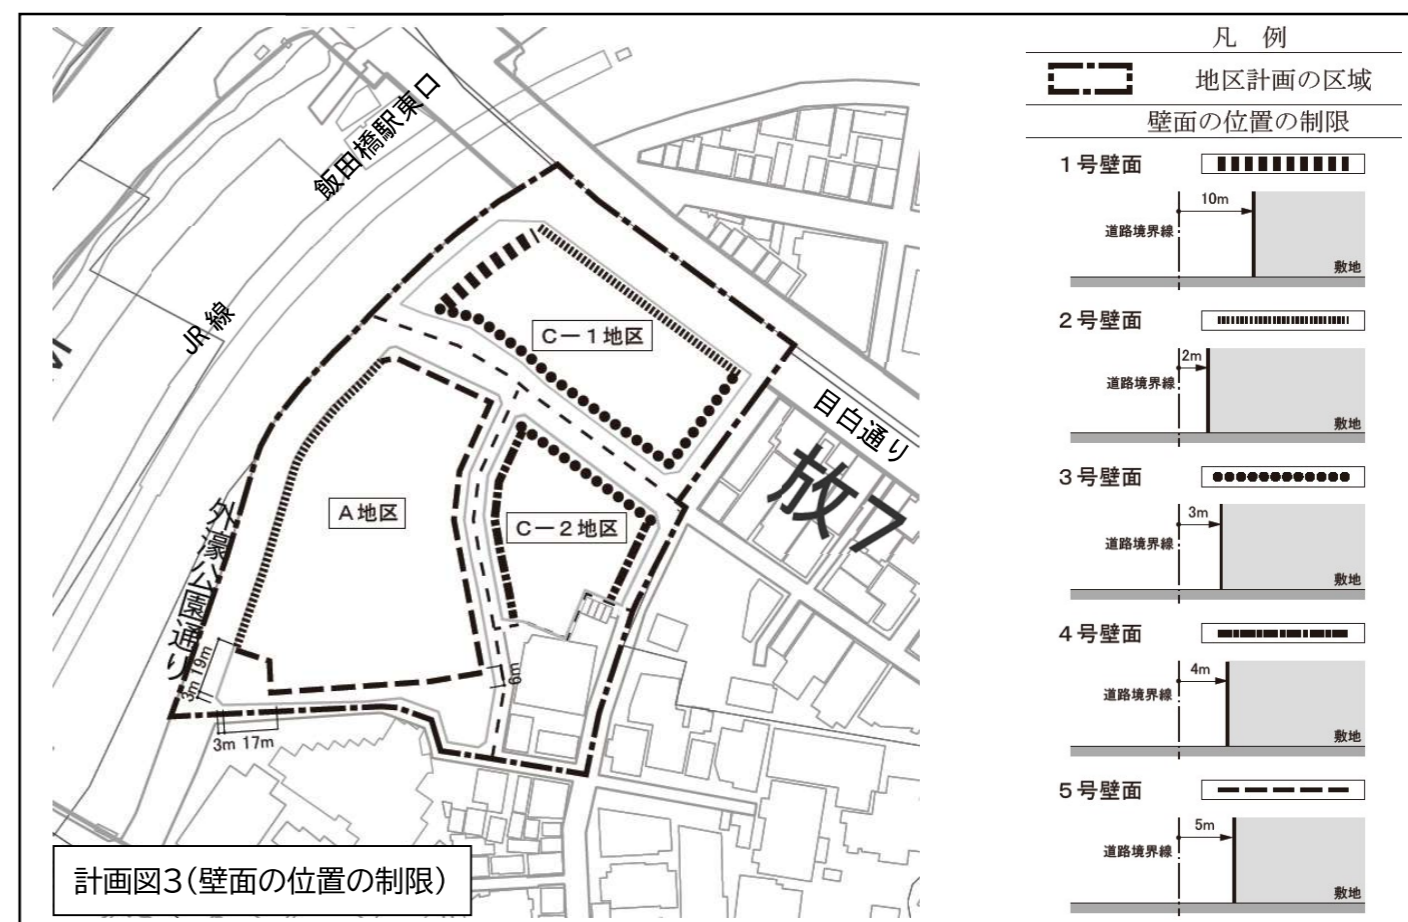 飯田橋駅東口
JR線
C－1地区
目白通り
放7
A地区
C－2地区
外濠公園通り
3m 19m
6m
3m 17m
計画図3(壁面の位置の制限)
凡 例
地区計画の区域
壁面の位置の制限
1号壁面
10m
道路境界線
敷地
2号壁面
2m
道路境界線
敷地
3号壁面
3m
道路境界線
敷地
4号壁面
4m
道路境界線
敷地
5号壁面
5m
道路境界線
敷地